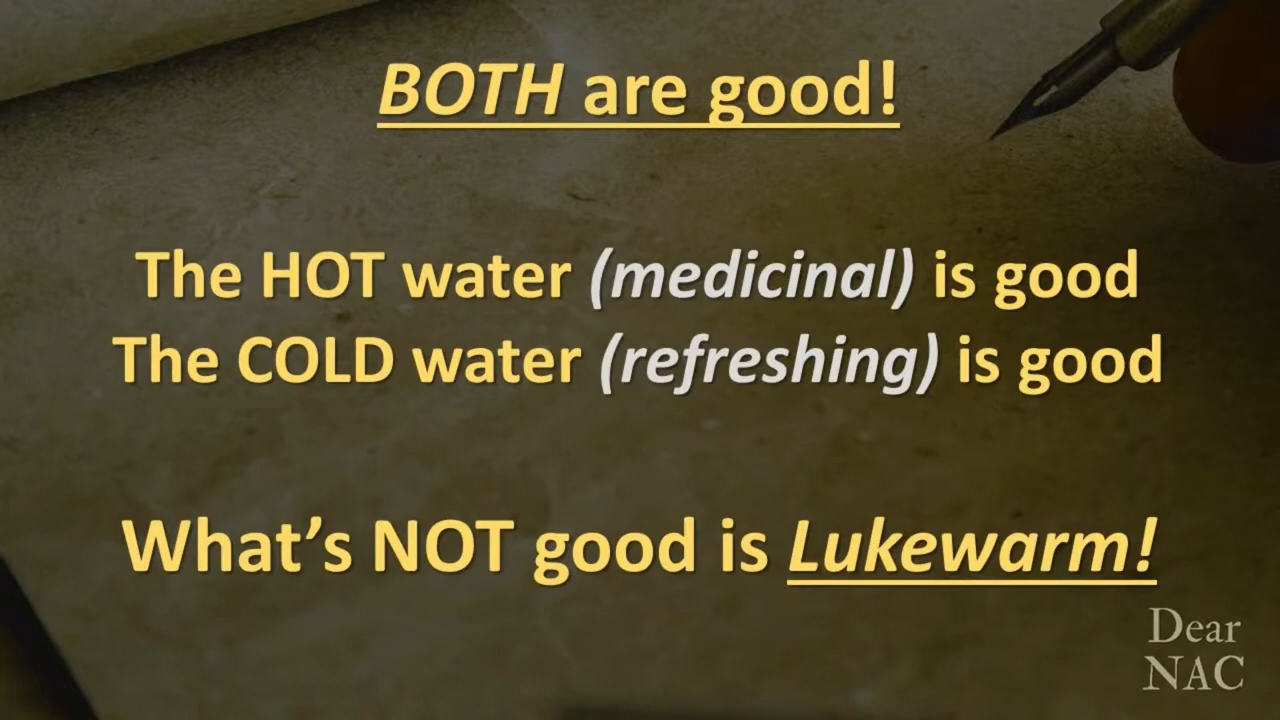 BOTH are good!
The HOT water (medicinal) is good
The COLD water (refreshing) is good
What’s NOT good is Lukewarm!
Dear
NAC